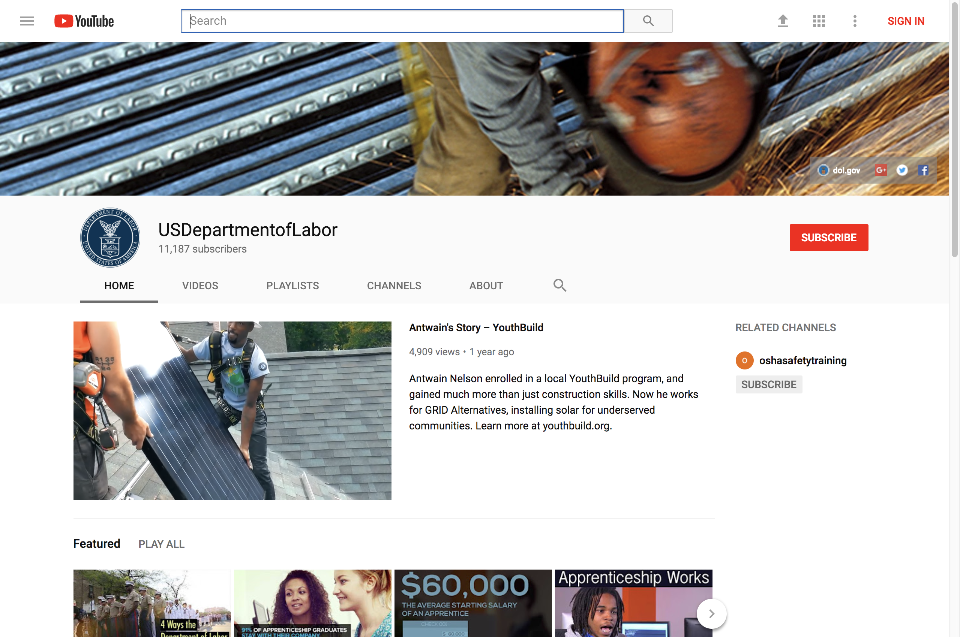 YouTube
Search
SIGN IN
dol.gov
USDepartmentofLabor
11,187 subscribers
SUBSCRIBE
HOME
VIDEOS
PLAYLISTS
CHANNELS
ABOUT
Antwain's Story – YouthBuild
4,909 views • 1 year ago
Antwain Nelson enrolled in a local YouthBuild program, and
gained much more than just construction skills. Now he works
for GRID Alternatives, installing solar for underserved
communities. Learn more at youthbuild.org.
RELATED CHANNELS
oshasafetytraining
SUBSCRIBE
Featured
PLAY ALL
4 Ways the
Department of Labor
91% OF APPRENTICESHIP GRADUATES
STAY WITH THEIR COMPANY
$60,000
THE AVERAGE STARTING SALARY
OF AN APPRENTICE
Apprenticeship Works